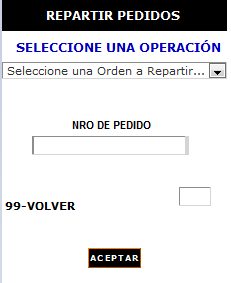 REPARTIR PEDIDOS
SELECCIONE UNA OPERACIÓN
Seleccione una Orden a Repartir...
NRO DE PEDIDO
99-VOLVER
ACEPTAR